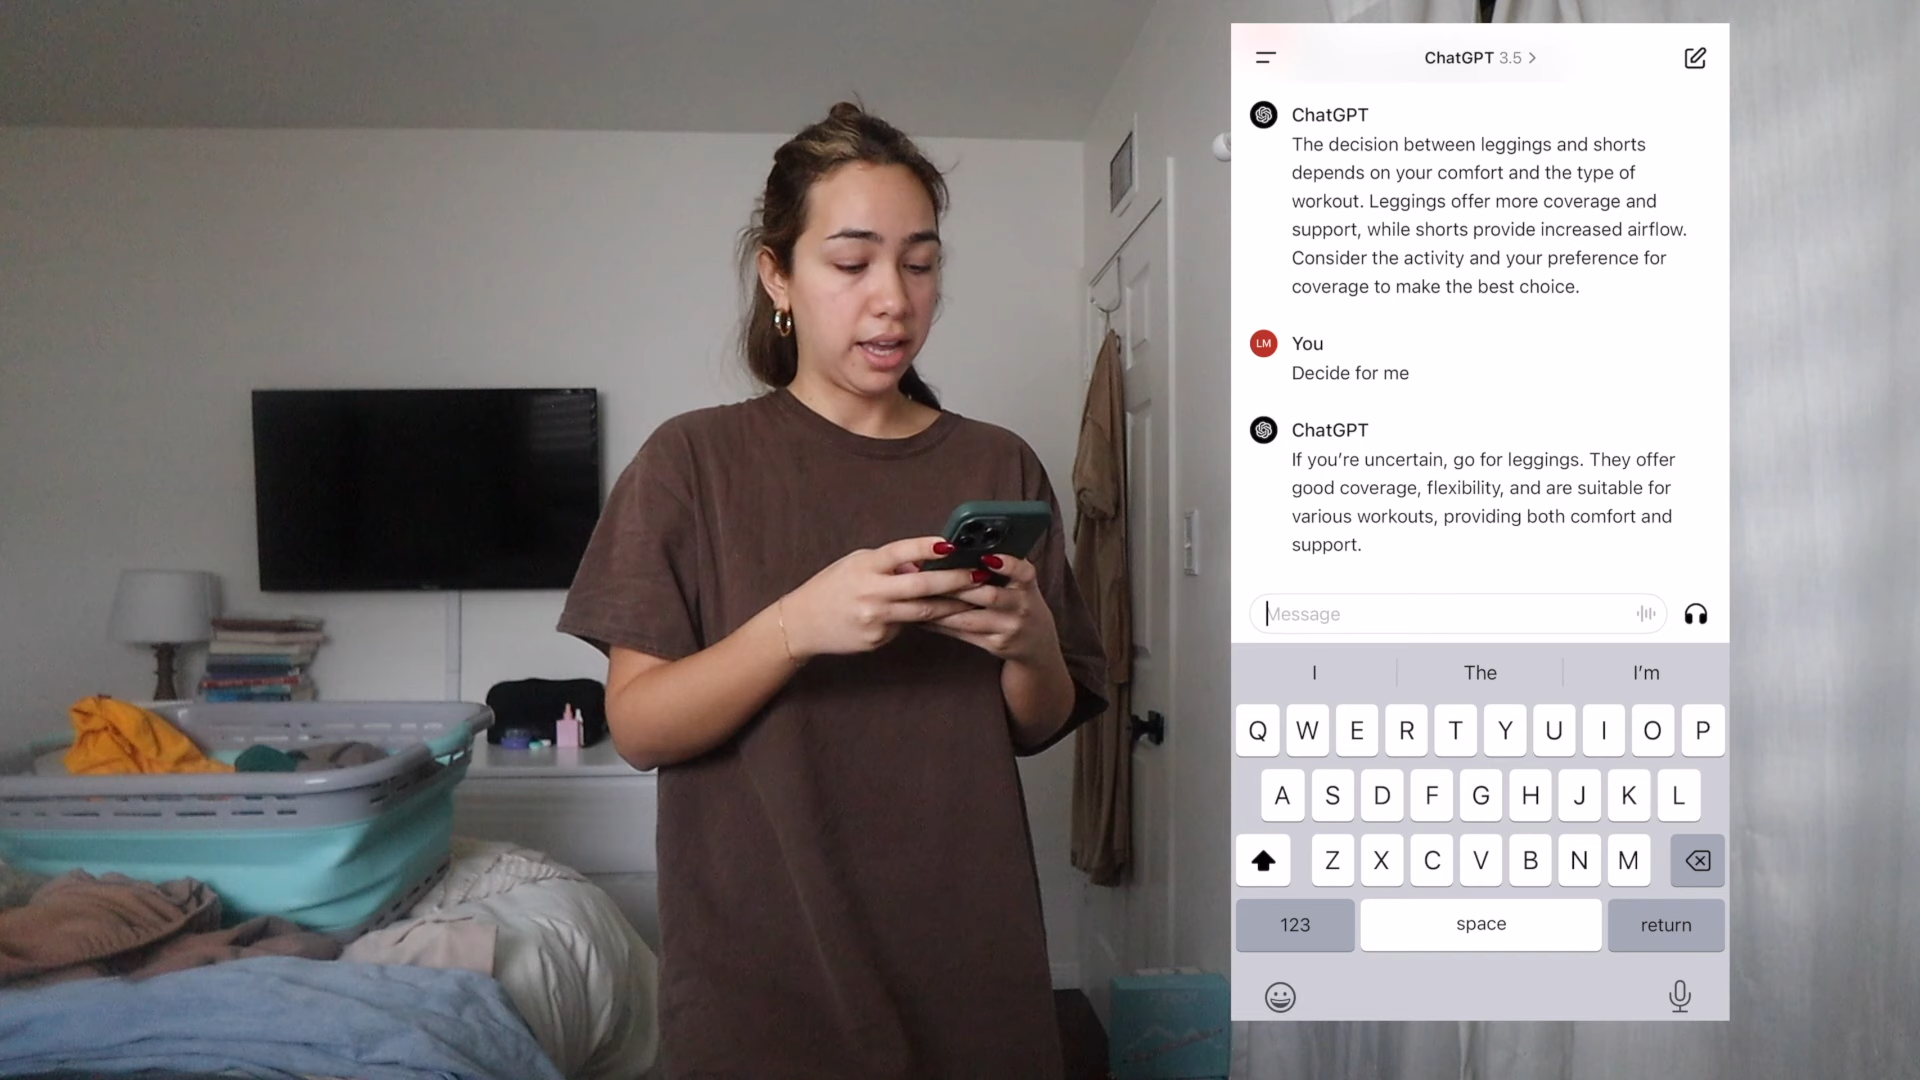 ChatGPT 3.5 >
ChatGPT
The decision between leggings and shorts
depends on your comfort and the type of
workout. Leggings offer more coverage and
support, while shorts provide increased airflow.
Consider the activity and your preference for
coverage to make the best choice.
LM You
Decide for me
ChatGPT
If you’re uncertain, go for leggings. They offer
good coverage, flexibility, and are suitable for
various workouts, providing both comfort and
support.
Message
I The I’m
Q W E R T Y U I O P
A S D F G H J K L
Z X C V B N M
123 space return